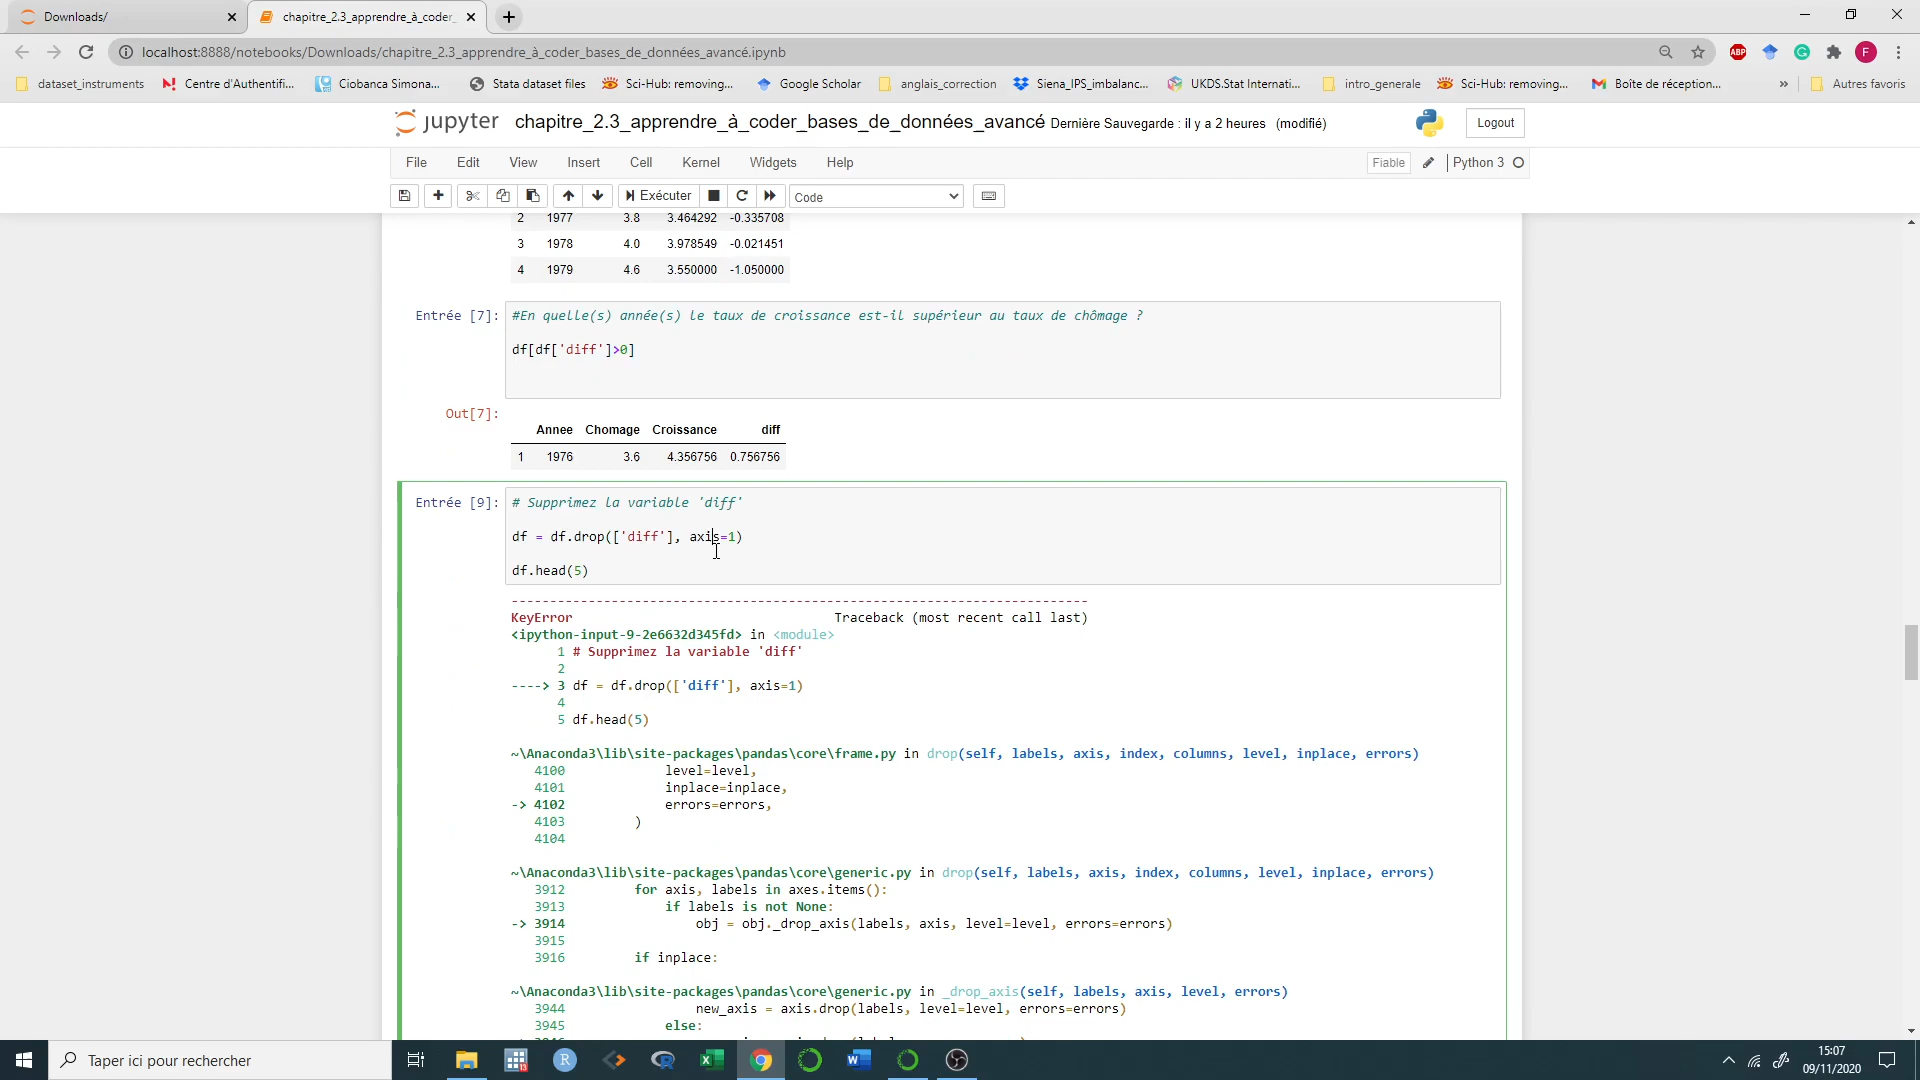 Downloads/
chapitre_2.3_apprendre_à_coder_
localhost:8888/notebooks/Downloads/chapitre_2.3_apprendre_à_coder_bases_de_données_avancé.ipynb
ABP
F
dataset_instruments
Centre d'Authentifi...
Ciobanca Simona...
Stata dataset files
Sci-Hub: removing...
Google Scholar
anglais_correction
Siena_IPS_imbalanc...
UKDS.Stat Internati...
intro_generale
Sci-Hub: removing...
Boîte de réception...
»
Autres favoris
jupyter chapitre_2.3_apprendre_à_coder_bases_de_données_avancé Dernière Sauvegarde : il y a 2 heures (modifié)
Logout
File Edit View Insert Cell Kernel Widgets Help
Fiable
Python 3
Exécuter
Code
2 1977 3.8 3.464292 -0.335708
3 1978 4.0 3.978549 -0.021451
4 1979 4.6 3.550000 -1.050000
Entrée [7]: #En quelle(s) année(s) le taux de croissance est-il supérieur au taux de chômage ?
df[df['diff']>0]
Out[7]:
Annee Chomage Croissance diff
1 1976 3.6 4.356756 0.756756
Entrée [9]: # Supprimez la variable 'diff'
df = df.drop(['diff'], axis=1)
df.head(5)
---------------------------------------------------------------------------
KeyError Traceback (most recent call last)
<ipython-input-9-2e6632d345fd> in <module>
1 # Supprimez la variable 'diff'
2
----> 3 df = df.drop(['diff'], axis=1)
4
5 df.head(5)
~\Anaconda3\lib\site-packages\pandas\core\frame.py in drop(self, labels, axis, index, columns, level, inplace, errors)
4100 level=level,
4101 inplace=inplace,
-> 4102 errors=errors,
4103 )
4104
~\Anaconda3\lib\site-packages\pandas\core\generic.py in drop(self, labels, axis, index, columns, level, inplace, errors)
3912 for axis, labels in axes.items():
3913 if labels is not None:
-> 3914 obj = obj._drop_axis(labels, axis, level=level, errors=errors)
3915
3916 if inplace:
~\Anaconda3\lib\site-packages\pandas\core\generic.py in _drop_axis(self, labels, axis, level, errors)
3944 new_axis = axis.drop(labels, level=level, errors=errors)
3945 else:
Taper ici pour rechercher
15:07
09/11/2020